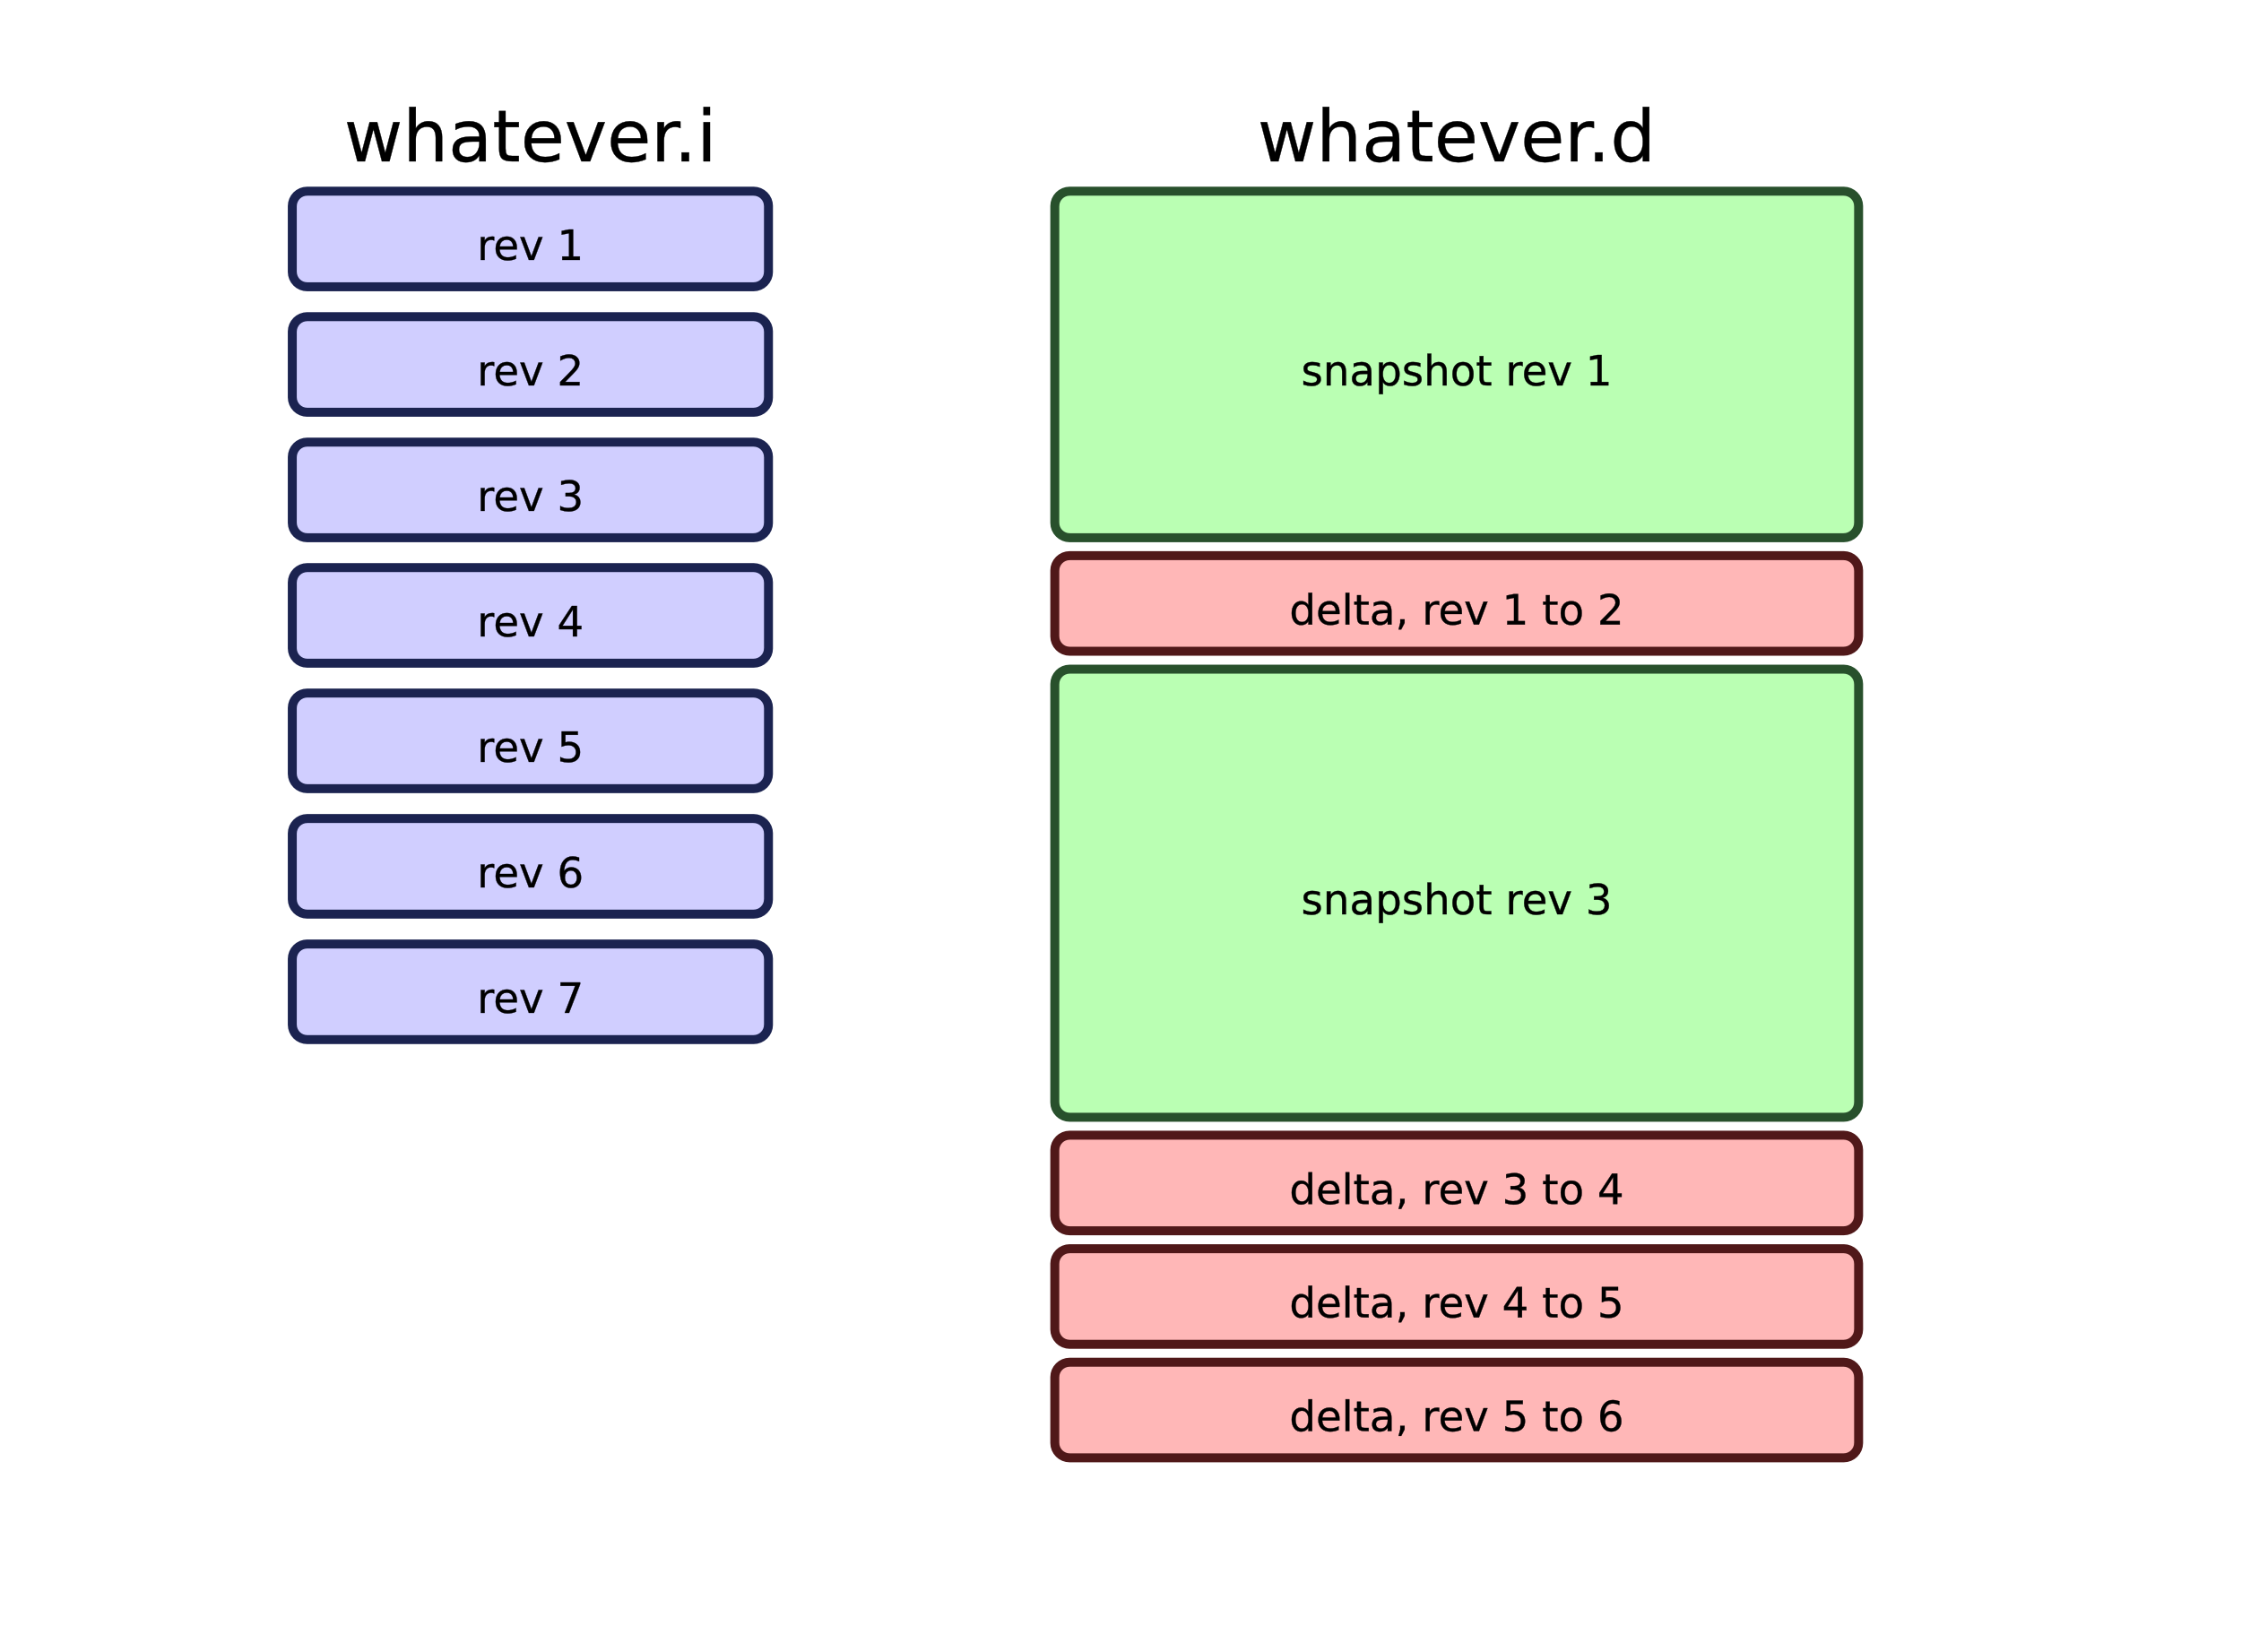 whatever.i
rev 1
rev 2
rev 3
rev 4
rev 5
rev 6
rev 7
whatever.d
snapshot rev 1
delta, rev 1 to 2
snapshot rev 3
delta, rev 3 to 4
delta, rev 4 to 5
delta, rev 5 to 6